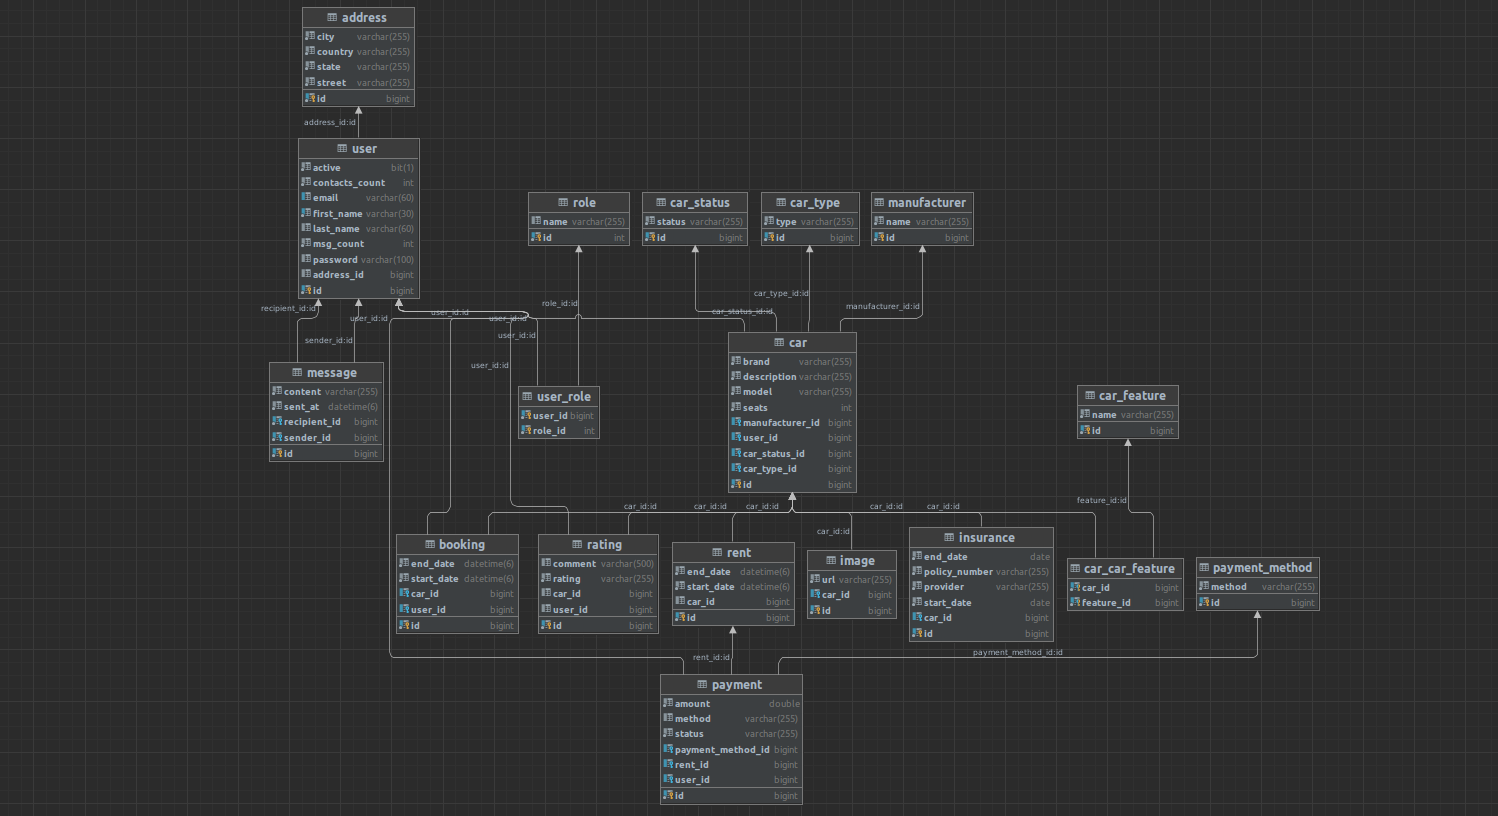 address
city varchar(255)
country varchar(255)
state varchar(255)
street varchar(255)
id bigint
address_id:id
user
active bit(1)
contacts_count int
email varchar(60)
first_name varchar(30)
last_name varchar(60)
msg_count int
password varchar(100)
address_id bigint
id bigint
role
name varchar(255)
id int
car_status
status varchar(255)
id bigint
car_type
type varchar(255)
id bigint
manufacturer
name varchar(255)
id bigint
recipient_id:id
user_id:id
user_id:id
user_id:id
role_id:id
car_status_id:id
car_type_id:id
manufacturer_id:id
sender_id:id
user_id:id
user_id:id
message
content varchar(255)
sent_at datetime(6)
recipient_id bigint
sender_id bigint
id bigint
user_role
user_id bigint
role_id int
car
brand varchar(255)
description varchar(255)
model varchar(255)
seats int
manufacturer_id bigint
user_id bigint
car_status_id bigint
car_type_id bigint
id bigint
car_feature
name varchar(255)
id bigint
feature_id:id
car_id:id
car_id:id
car_id:id
car_id:id
car_id:id
car_id:id
booking
end_date datetime(6)
start_date datetime(6)
car_id bigint
user_id bigint
id bigint
rating
comment varchar(500)
rating varchar(255)
car_id bigint
user_id bigint
id bigint
rent
end_date datetime(6)
start_date datetime(6)
car_id bigint
id bigint
image
url varchar(255)
car_id bigint
id bigint
insurance
end_date date
policy_number varchar(255)
provider varchar(255)
start_date date
car_id bigint
id bigint
car_car_feature
car_id bigint
feature_id bigint
payment_method
method varchar(255)
id bigint
rent_id:id
payment_method_id:id
payment
amount double
method varchar(255)
status varchar(255)
payment_method_id bigint
rent_id bigint
user_id bigint
id bigint